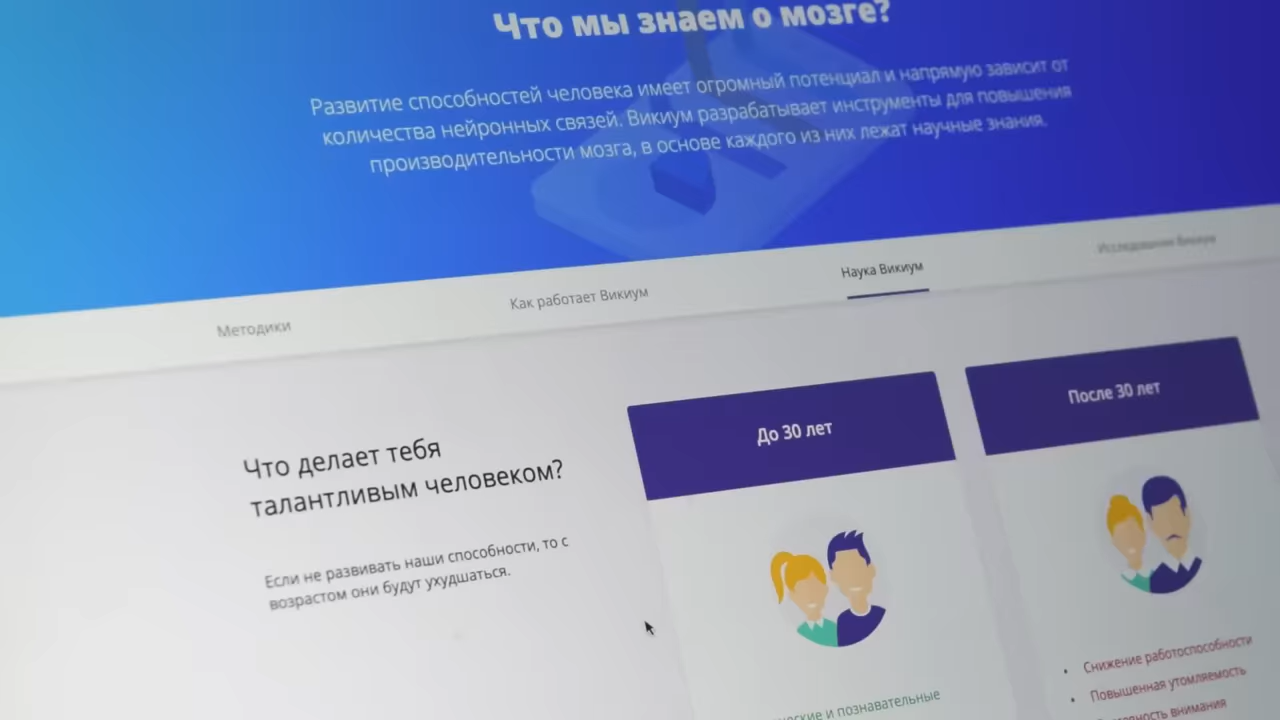 Что мы знаем о мозге?
Развитие способностей человека имеет огромный потенциал и напрямую зависит от
количества нейронных связей. Викиум разрабатывает инструменты для повышения
производительности мозга, в основе каждого из них лежат научные знания.
Методики
Как работает Викиум
Наука Викиум
Исследования Викиум
Что делает тебя
талантливым человеком?
Если не развивать наши способности, то с
возрастом они будут ухудшаться.
До 30 лет
и познавательные
После 30 лет
Снижение работоспособности
Повышенная утомляемость
внимания